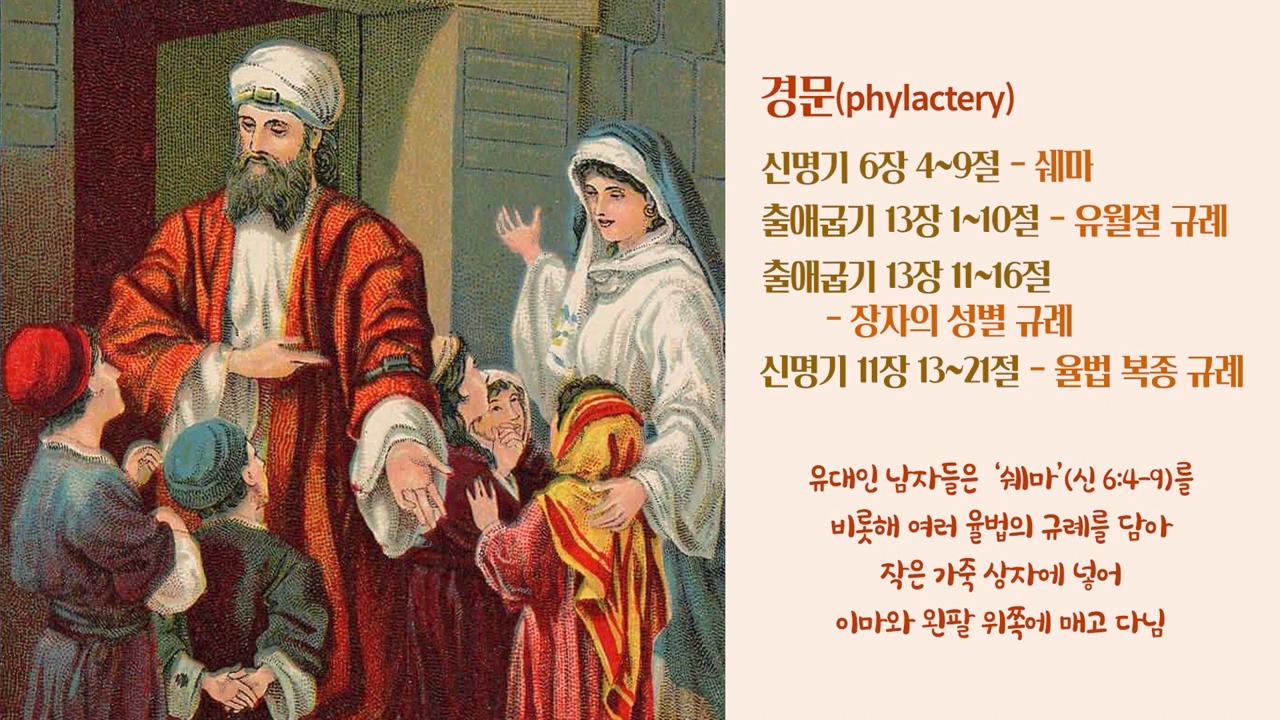 경문(phylactery)
신명기 6장 4~9절 - 쉐마
출애굽기 13장 1~10절 - 유월절 규례
출애굽기 13장 11~16절
- 장자의 성별 규례
신명기 11장 13~21절 - 율법 복종 규례
유대인 남자들은 '쉐마'(신 6:4-9)를
비롯해 여러 율법의 규례를 담아
작은 가죽 상자에 넣어
이마와 왼팔 위쪽에 매고 다님